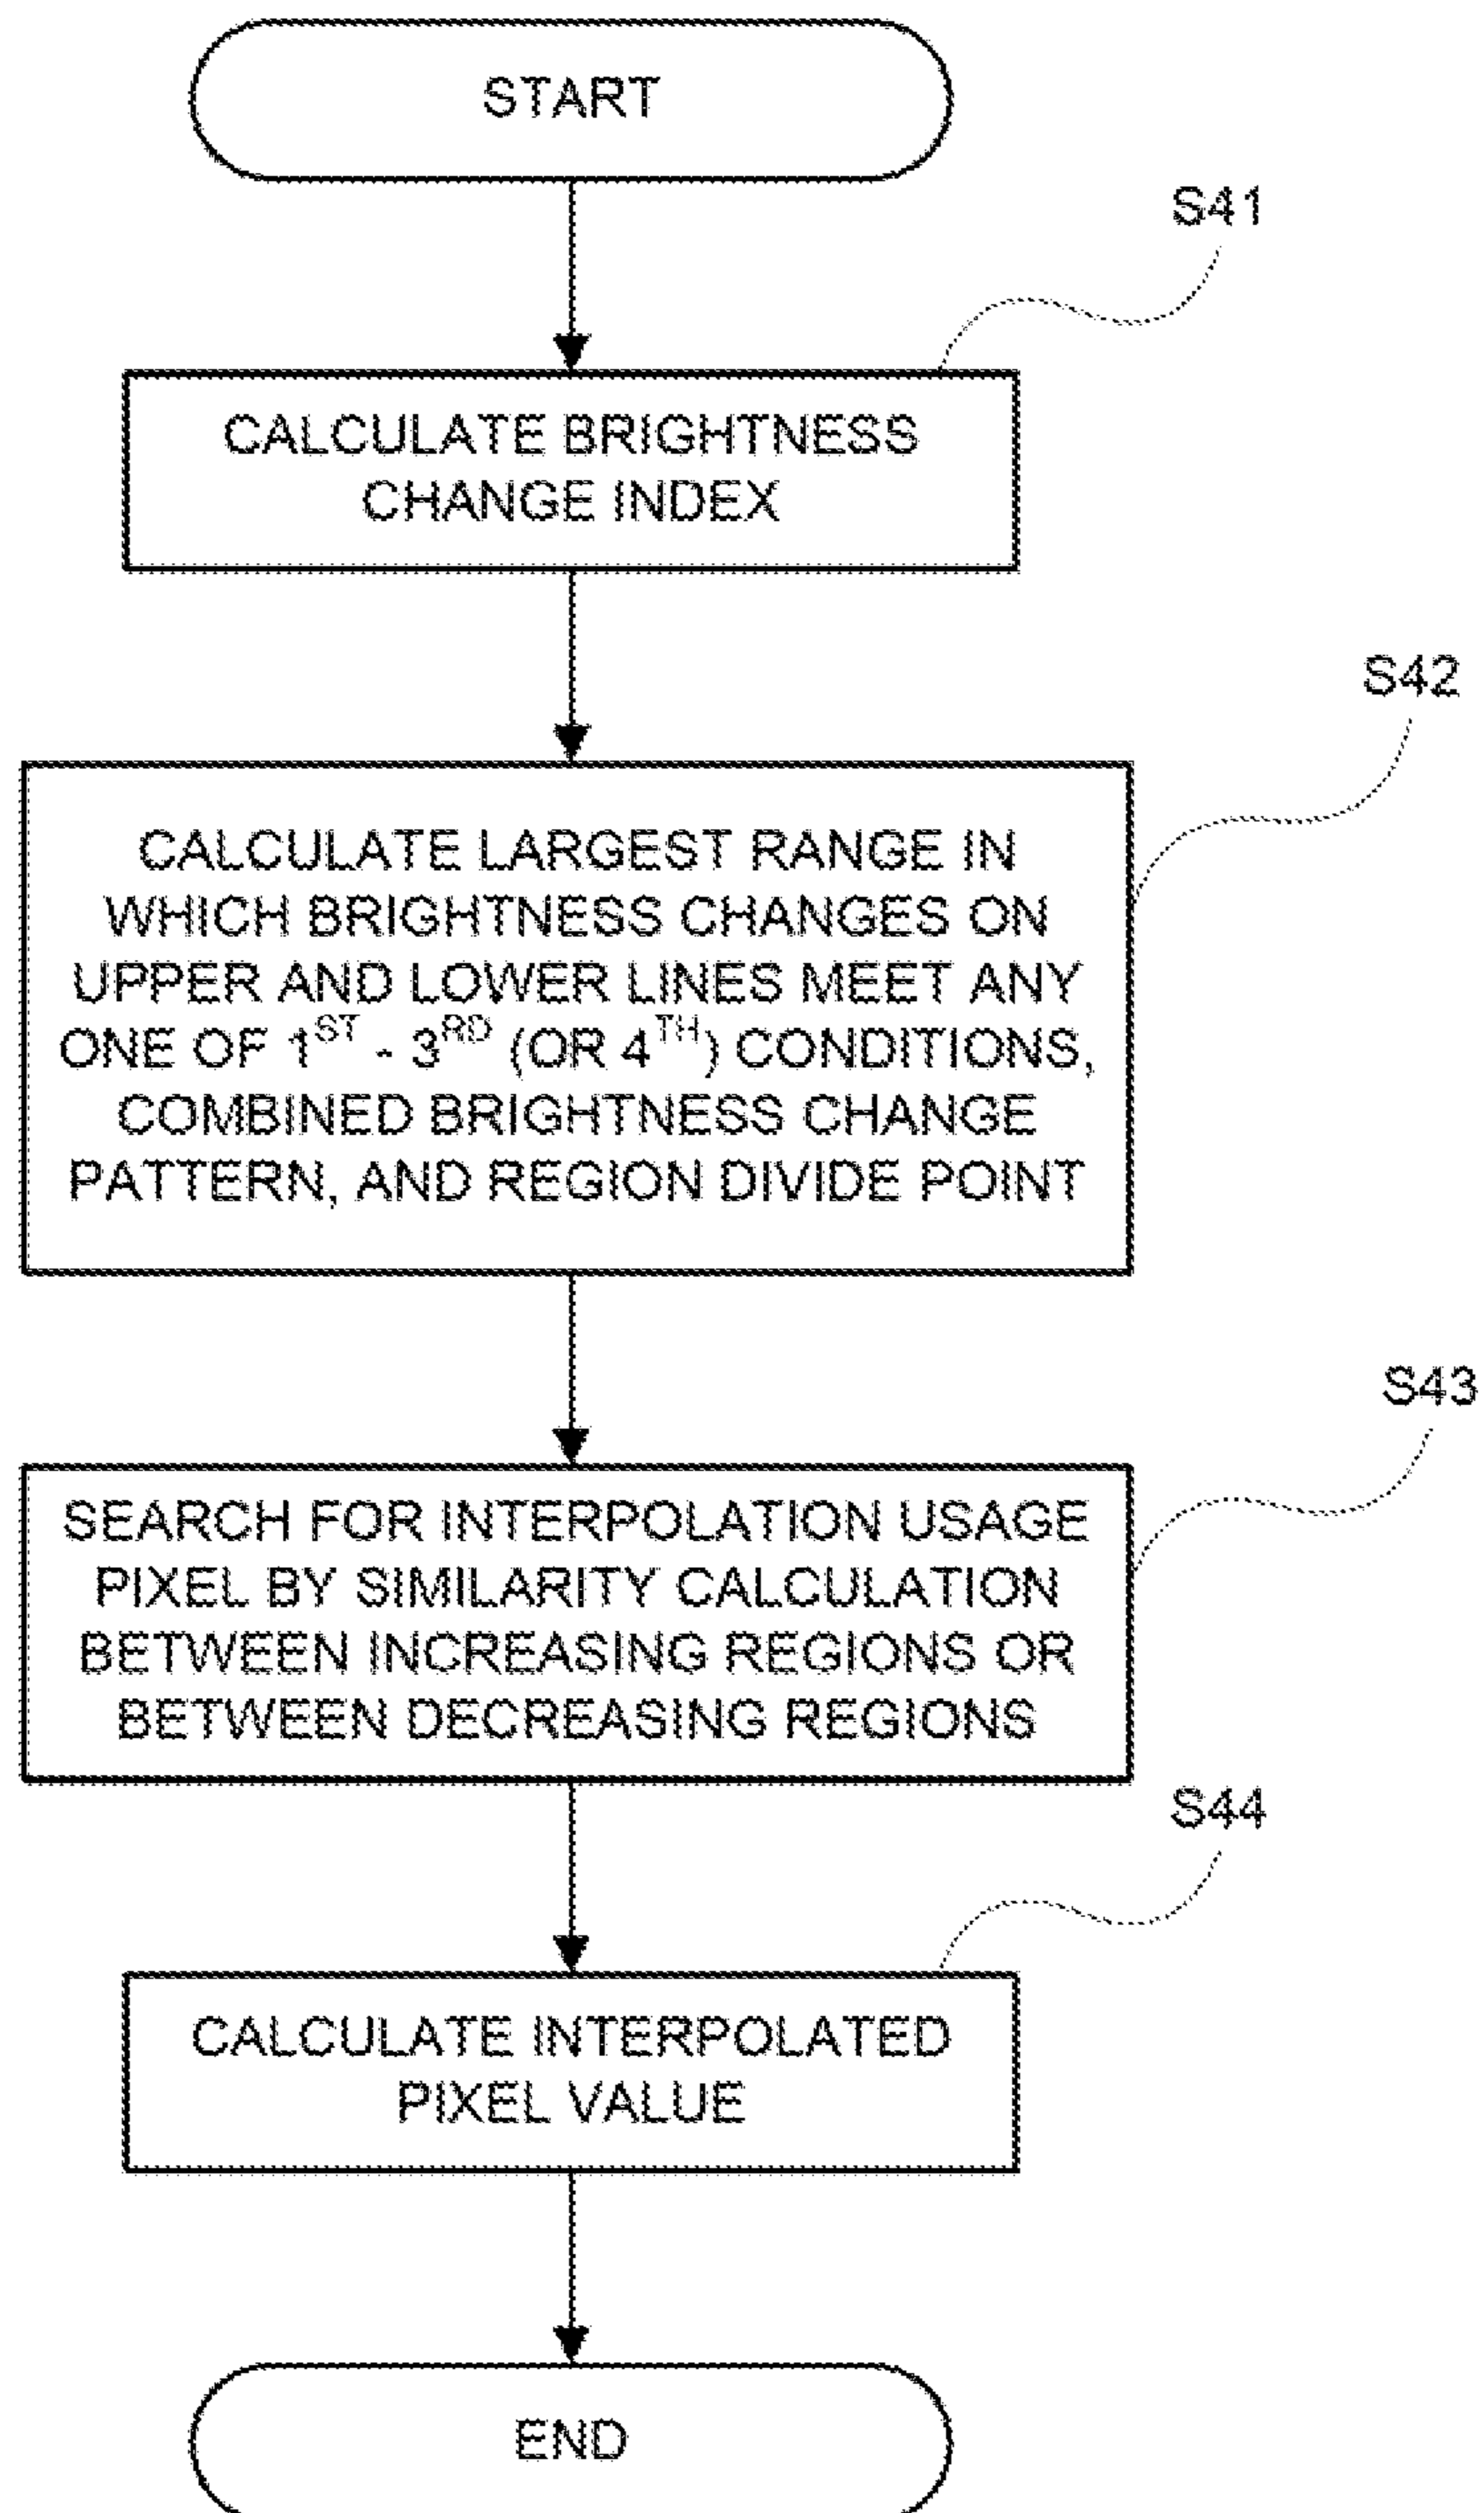 START
S41
CALCULATE BRIGHTNESS
CHANGE INDEX
S42
CALCULATE LARGEST RANGE IN
WHICH BRIGHTNESS CHANGES ON
UPPER AND LOWER LINES MEET ANY
ONE OF 1ST - 3RD (OR 4TH) CONDITIONS,
COMBINED BRIGHTNESS CHANGE
PATTERN, AND REGION DIVIDE POINT
S43
SEARCH FOR INTERPOLATION USAGE
PIXEL BY SIMILARITY CALCULATION
BETWEEN INCREASING REGIONS OR
BETWEEN DECREASING REGIONS
S44
CALCULATE INTERPOLATED
PIXEL VALUE
END